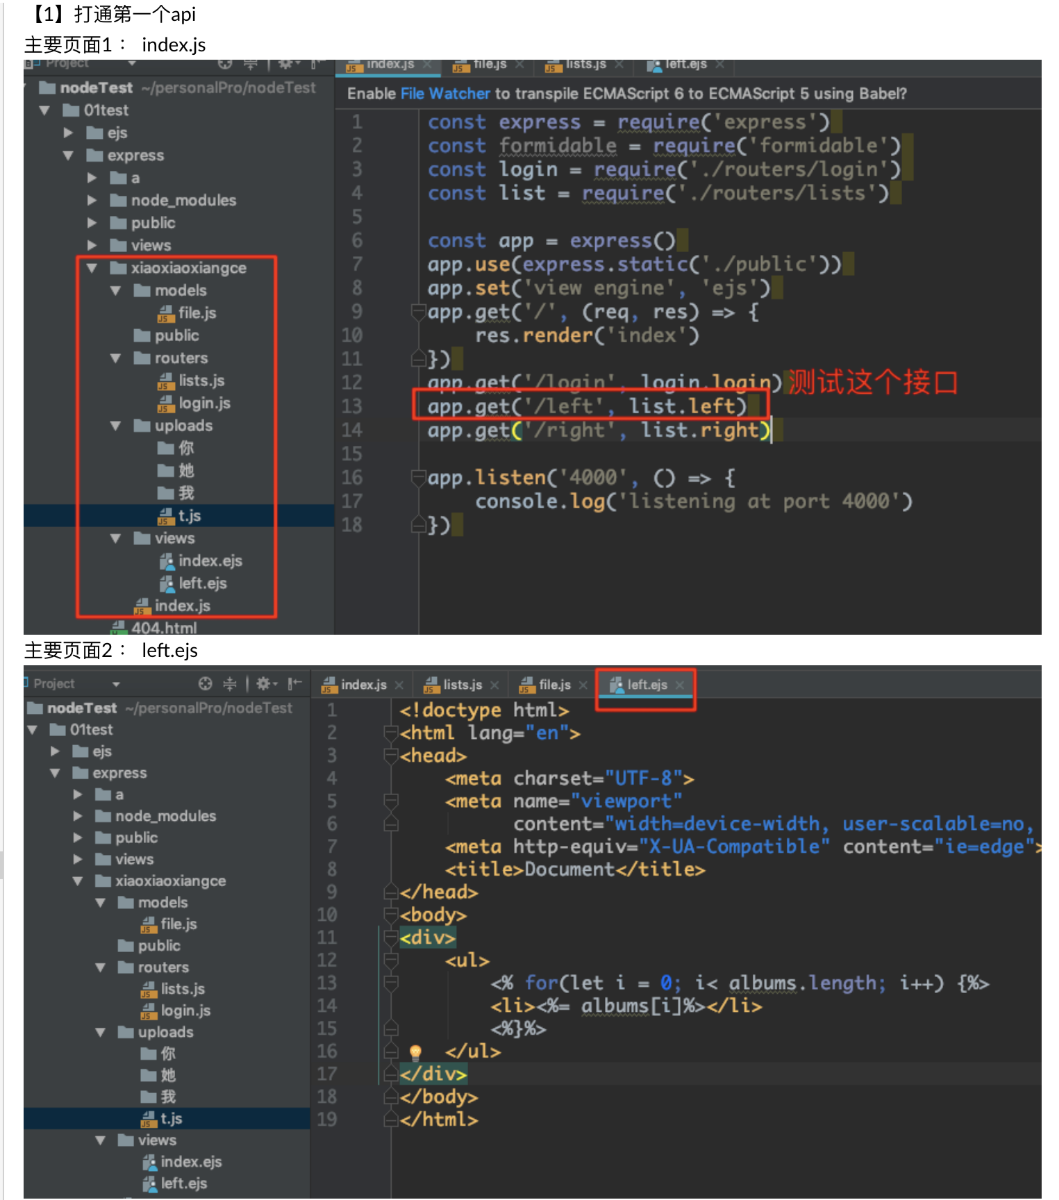 【1】打通第一个api
主要页面1： index.js
Project
index.js
file.js
lists.js
left.ejs
nodeTest ~/personalPro/nodeTest
01test
ejs
express
a
node_modules
public
views
xiaoxiaoxiangce
models
file.js
public
routers
lists.js
login.js
uploads
你
她
我
t.js
views
index.ejs
left.ejs
index.js
404.html
Enable File Watcher to transpile ECMAScript 6 to ECMAScript 5 using Babel?
1 const express = require('express')
2 const formidable = require('formidable')
3 const login = require('./routers/login')
4 const list = require('./routers/lists')
5
6 const app = express()
7 app.use(express.static('./public'))
8 app.set('view engine', 'ejs')
9 app.get('/', (req, res) => {
10 res.render('index')
11 })
12 app.get('/login', login.login) 测试这个接口
13 app.get('/left', list.left)
14 app.get('/right', list.right)
15
16 app.listen('4000', () => {
17 console.log('listening at port 4000')
18 })
主要页面2： left.ejs
Project
index.js
lists.js
file.js
left.ejs
nodeTest ~/personalPro/nodeTest
01test
ejs
express
a
node_modules
public
views
xiaoxiaoxiangce
models
file.js
public
routers
lists.js
login.js
uploads
你
她
我
t.js
views
index.ejs
left.ejs
1 <!doctype html>
2 <html lang="en">
3 <head>
4 <meta charset="UTF-8">
5 <meta name="viewport"
6 content="width=device-width, user-scalable=no,
7 <meta http-equiv="X-UA-Compatible" content="ie=edge">
8 <title>Document</title>
9 </head>
10 <body>
11 <div>
12 <ul>
13 <% for(let i = 0; i< albums.length; i++) {%>
14 <li><%= albums[i]%></li>
15 <%}%>
16 </ul>
17 </div>
18 </body>
19 </html>